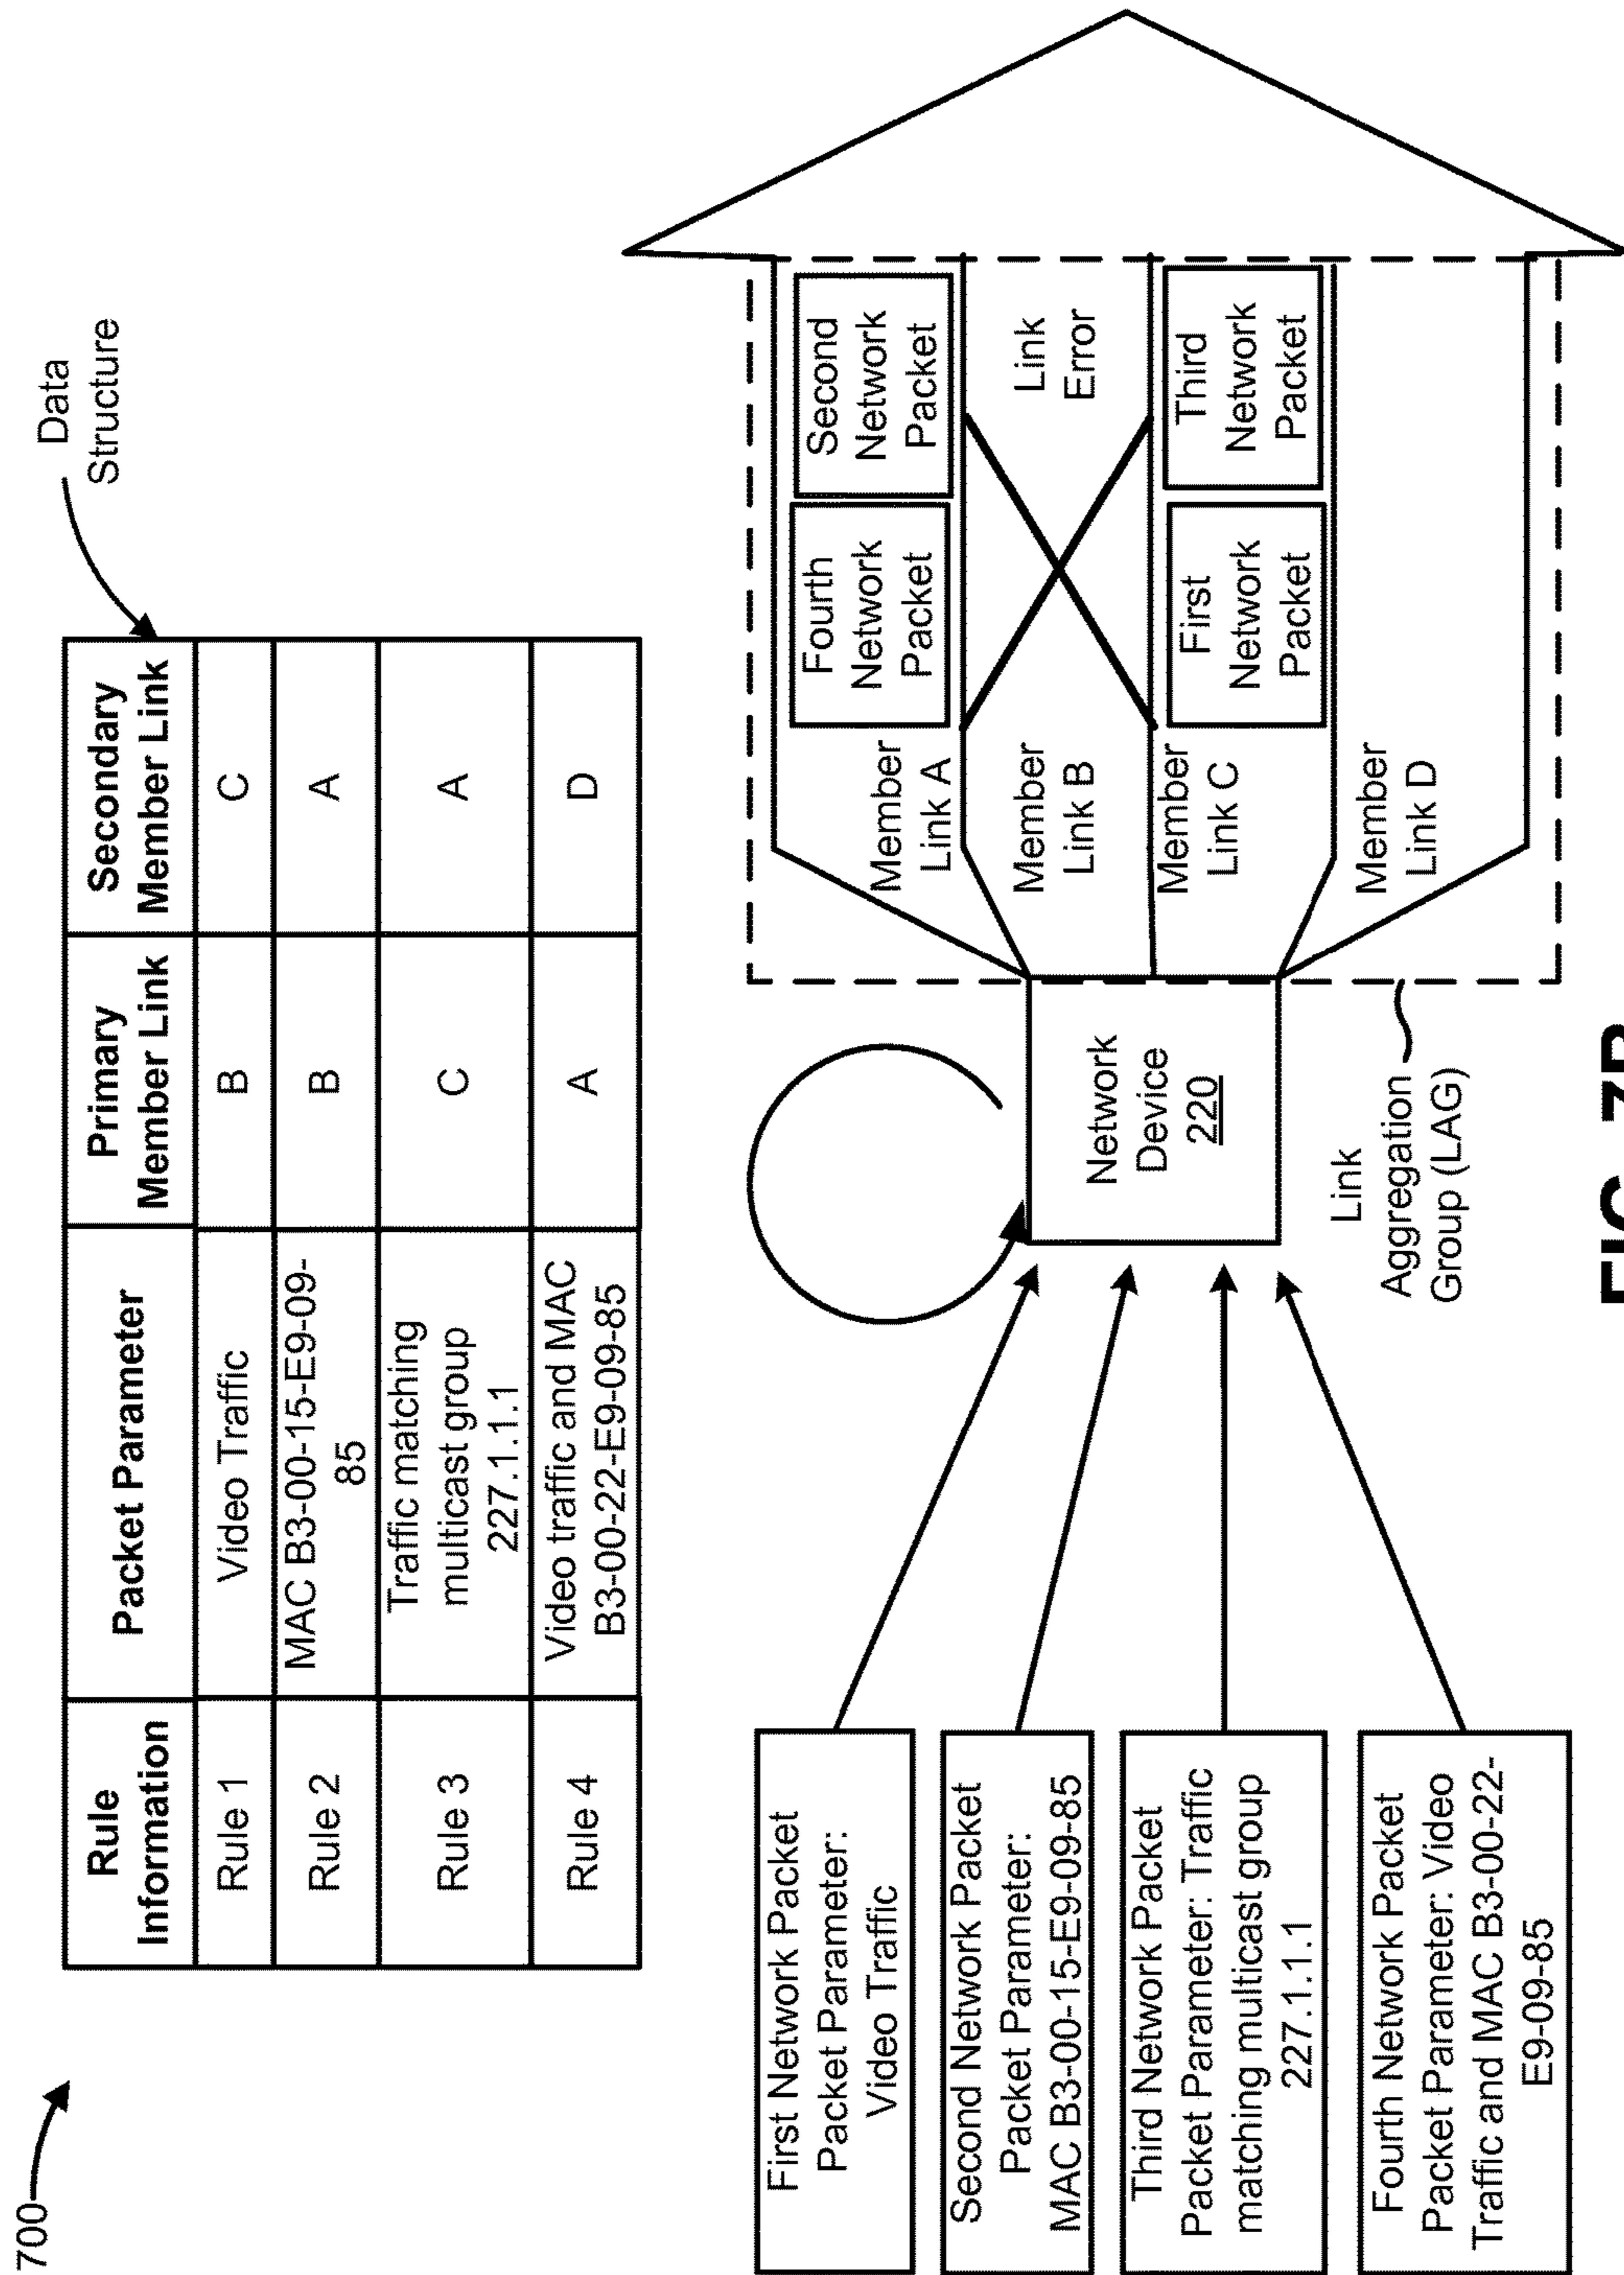 700
Data
Structure
Rule
Information
Packet Parameter
Primary
Member Link
Secondary
Member Link
Rule 1
Video Traffic
B
C
Rule 2
MAC B3-00-15-E9-09-
85
B
A
Rule 3
Traffic matching
multicast group
227.1.1.1
C
A
Rule 4
Video traffic and MAC
B3-00-22-E9-09-85
A
D
First Network Packet
Packet Parameter:
Video Traffic
Second Network Packet
Packet Parameter:
MAC B3-00-15-E9-09-85
Third Network Packet
Packet Parameter: Traffic
matching multicast group
227.1.1.1
Fourth Network Packet
Packet Parameter: Video
Traffic and MAC B3-00-22-
E9-09-85
Network
Device
220
Link
Aggregation
Group (LAG)
Member
Link A
Fourth
Network
Packet
Second
Network
Packet
Member
Link B
Link
Error
Member
Link C
First
Network
Packet
Third
Network
Packet
Member
Link D
FIG. 7B